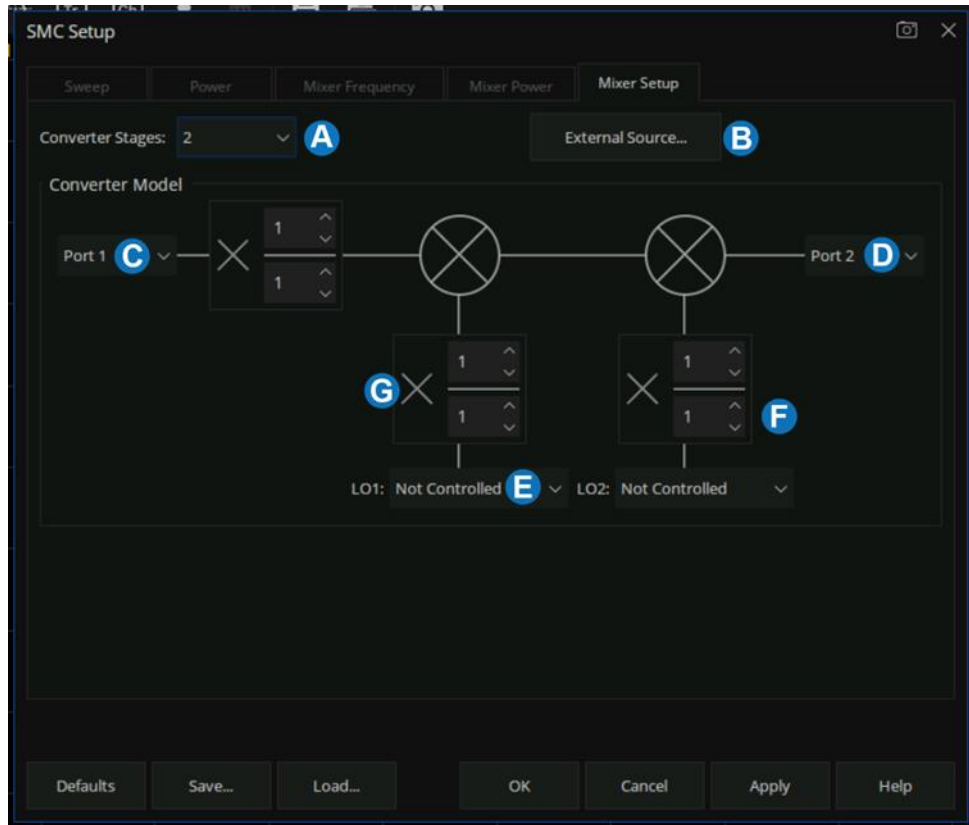 SMC Setup
Sweep Power Mixer Frequency Mixer Power Mixer Setup
Converter Stages: 2 A External Source... B
Converter Model
Port 1 C 1 Port 2 D
1
1 1
G F
1 1
LO1: Not Controlled E LO2: Not Controlled
Defaults Save... Load... OK Cancel Apply Help